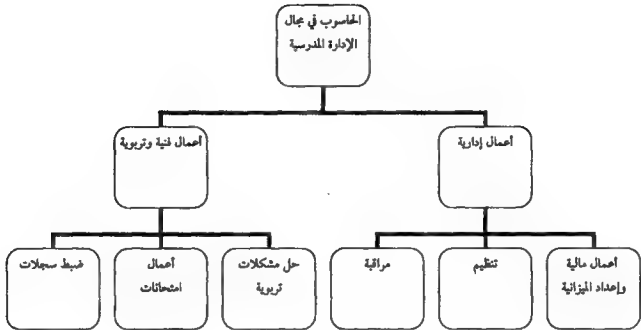 الحاسوب في مجال
الإدارة المدرسية
أعمال إدارية
أعمال فنية وتربوية
أعمال مالية
وإعداد الميزانية
تنظيم
مراقبة
حل مشكلات
تربوية
أعمال
امتحانات
ضبط سجلات